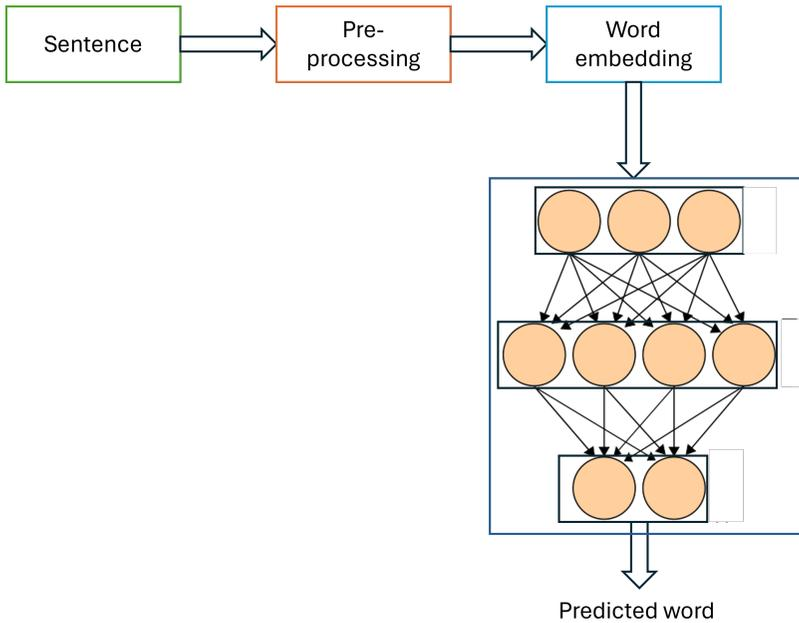 Sentence
Pre-
processing
Word
embedding
Predicted word